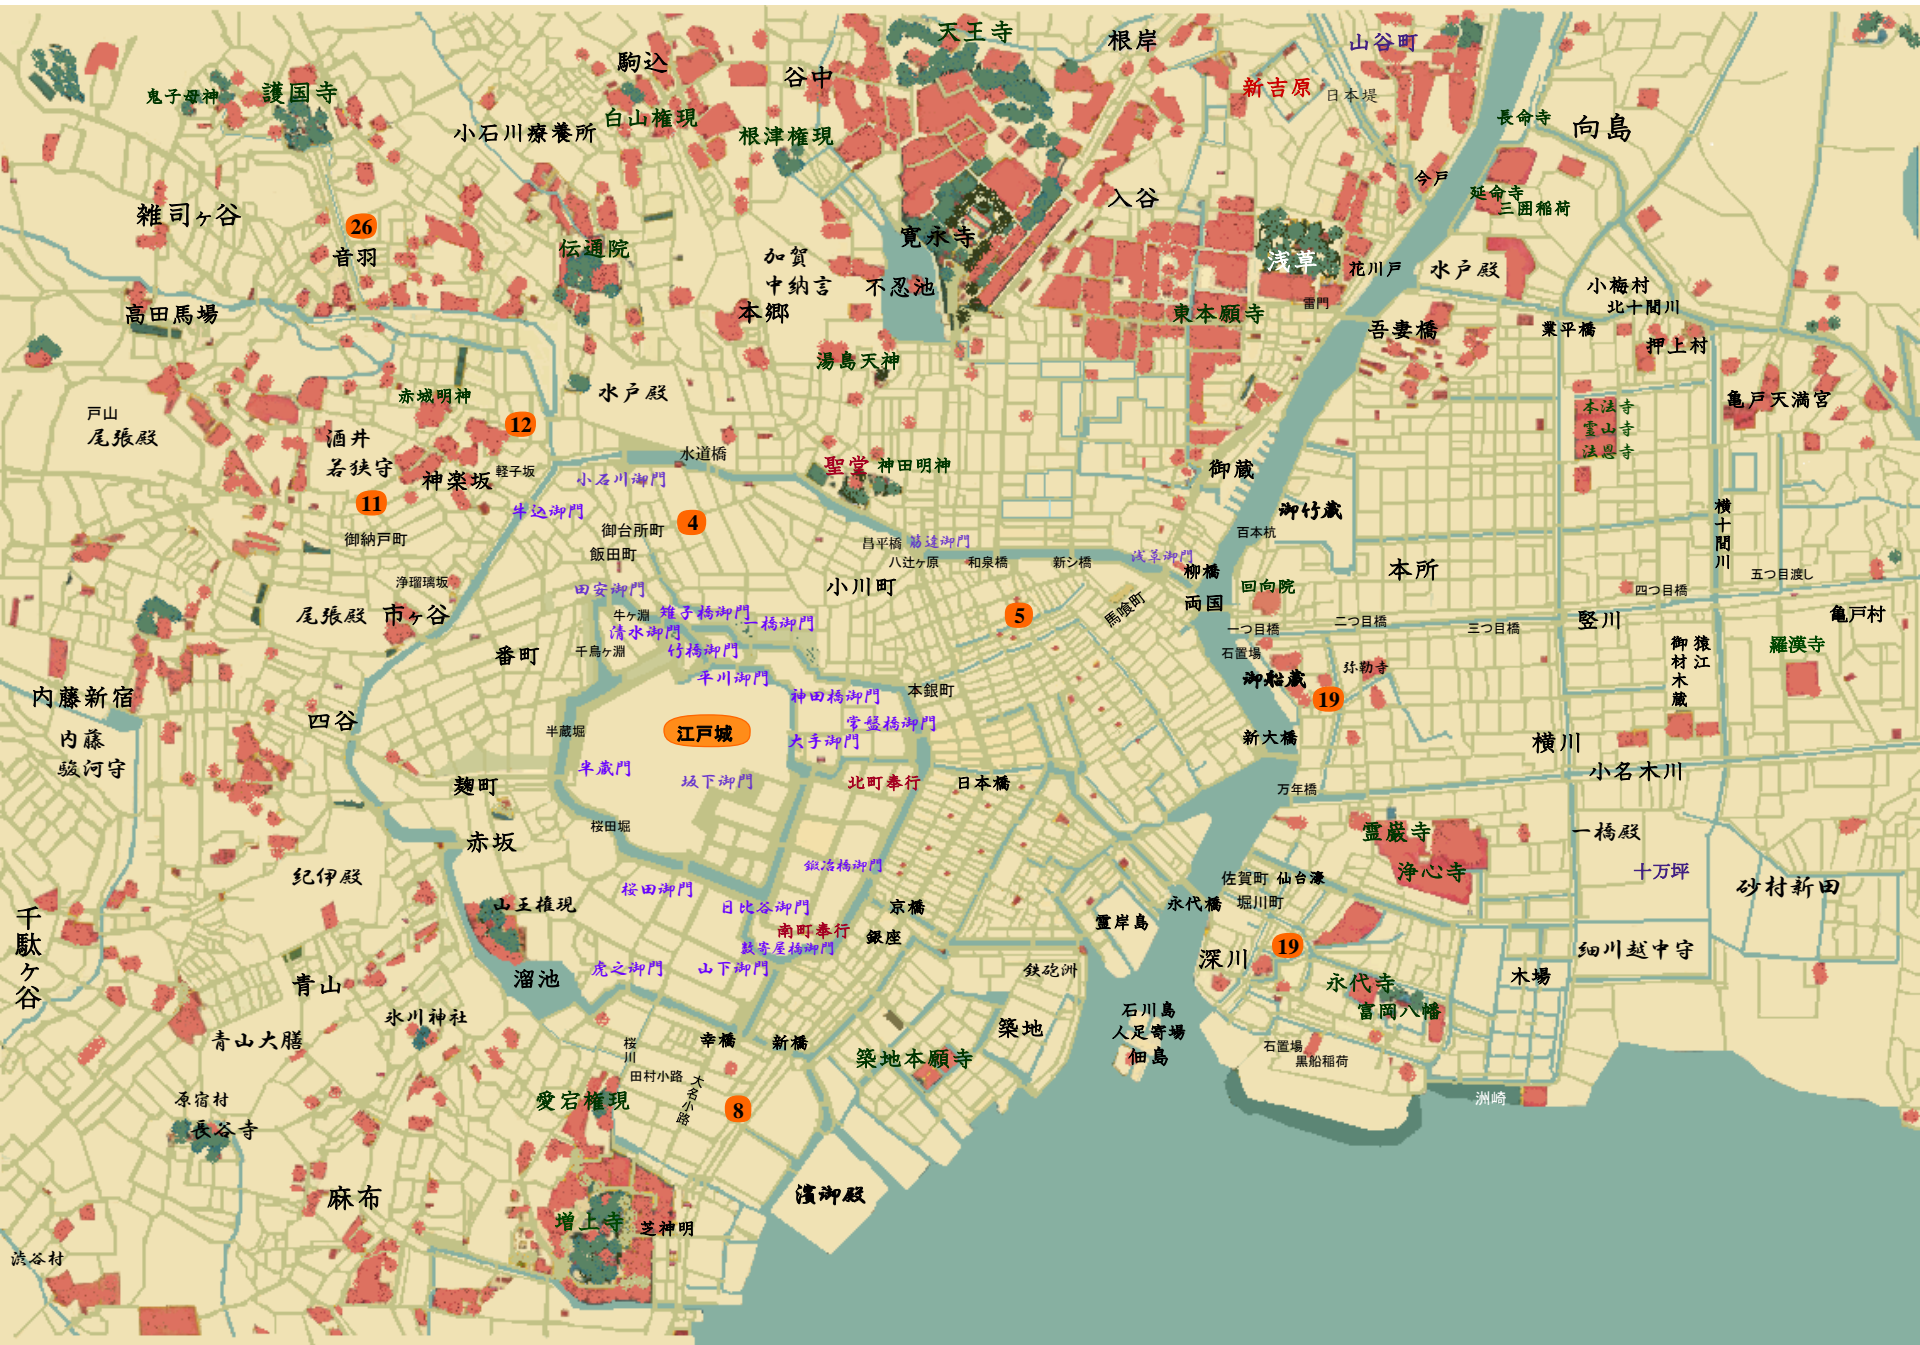 天王寺
根岸
山谷町
駒込
谷中
鬼子母神
護国寺
新吉原
日本堤
白山権現
小石川療養所
根津権現
長命寺
向島
今戸
延命寺
三囲稲荷
入谷
雑司ヶ谷
26
音羽
伝通院
寛永寺
加賀
中納言
不忍池
浅草
花川戸
水戸殿
小梅村
北十間川
高田馬場
本郷
東本願寺
雷門
吾妻橋
業平橋
押上村
湯島天神
赤城明神
水戸殿
亀戸天満宮
戸山
尾張殿
本法寺
霊山寺
法恩寺
12
酒井
若狭守
神楽坂
軽子坂
水道橋
聖堂
神田明神
御蔵
小石川御門
11
牛込御門
4
御竹蔵
横十間川
御納戸町
御台所町
飯田町
昌平橋
筋違御門
百本杭
浅草御門
八辻ヶ原
和泉橋
新シ橋
柳橋
本所
五つ目渡し
浄瑠璃坂
田安御門
小川町
回向院
四つ目橋
両国
馬喰町
尾張殿
市ヶ谷
牛ヶ淵
雉子橋御門
一橋御門
5
一つ目橋
二つ目橋
三つ目橋
竪川
亀戸村
清水御門
番町
千鳥ヶ淵
竹橋御門
石置場
弥勒寺
猿江
御材木蔵
羅漢寺
平川御門
御船蔵
19
内藤新宿
神田橋御門
本銀町
四谷
半蔵堀
江戸城
常盤橋御門
大手御門
新大橋
横川
内藤
駿河守
半蔵門
坂下御門
北町奉行
日本橋
小名木川
麹町
万年橋
桜田堀
赤坂
霊巌寺
一橋殿
鍛冶橋御門
浄心寺
十万坪
砂村新田
紀伊殿
桜田御門
佐賀町
仙台濠
山王権現
日比谷御門
京橋
永代橋
堀川町
千駄ヶ谷
南町奉行
銀座
霊岸島
数寄屋橋御門
19
細川越中守
深川
虎之御門
山下御門
鉄砲洲
木場
溜池
青山
永代寺
富岡八幡
石川島
人足寄場
佃島
氷川神社
築地
青山大膳
桜川
幸橋
新橋
築地本願寺
石置場
黒船稲荷
田村小路
大名小路
原宿村
愛宕権現
8
洲崎
長谷寺
麻布
濱御殿
増上寺
芝神明
渋谷村